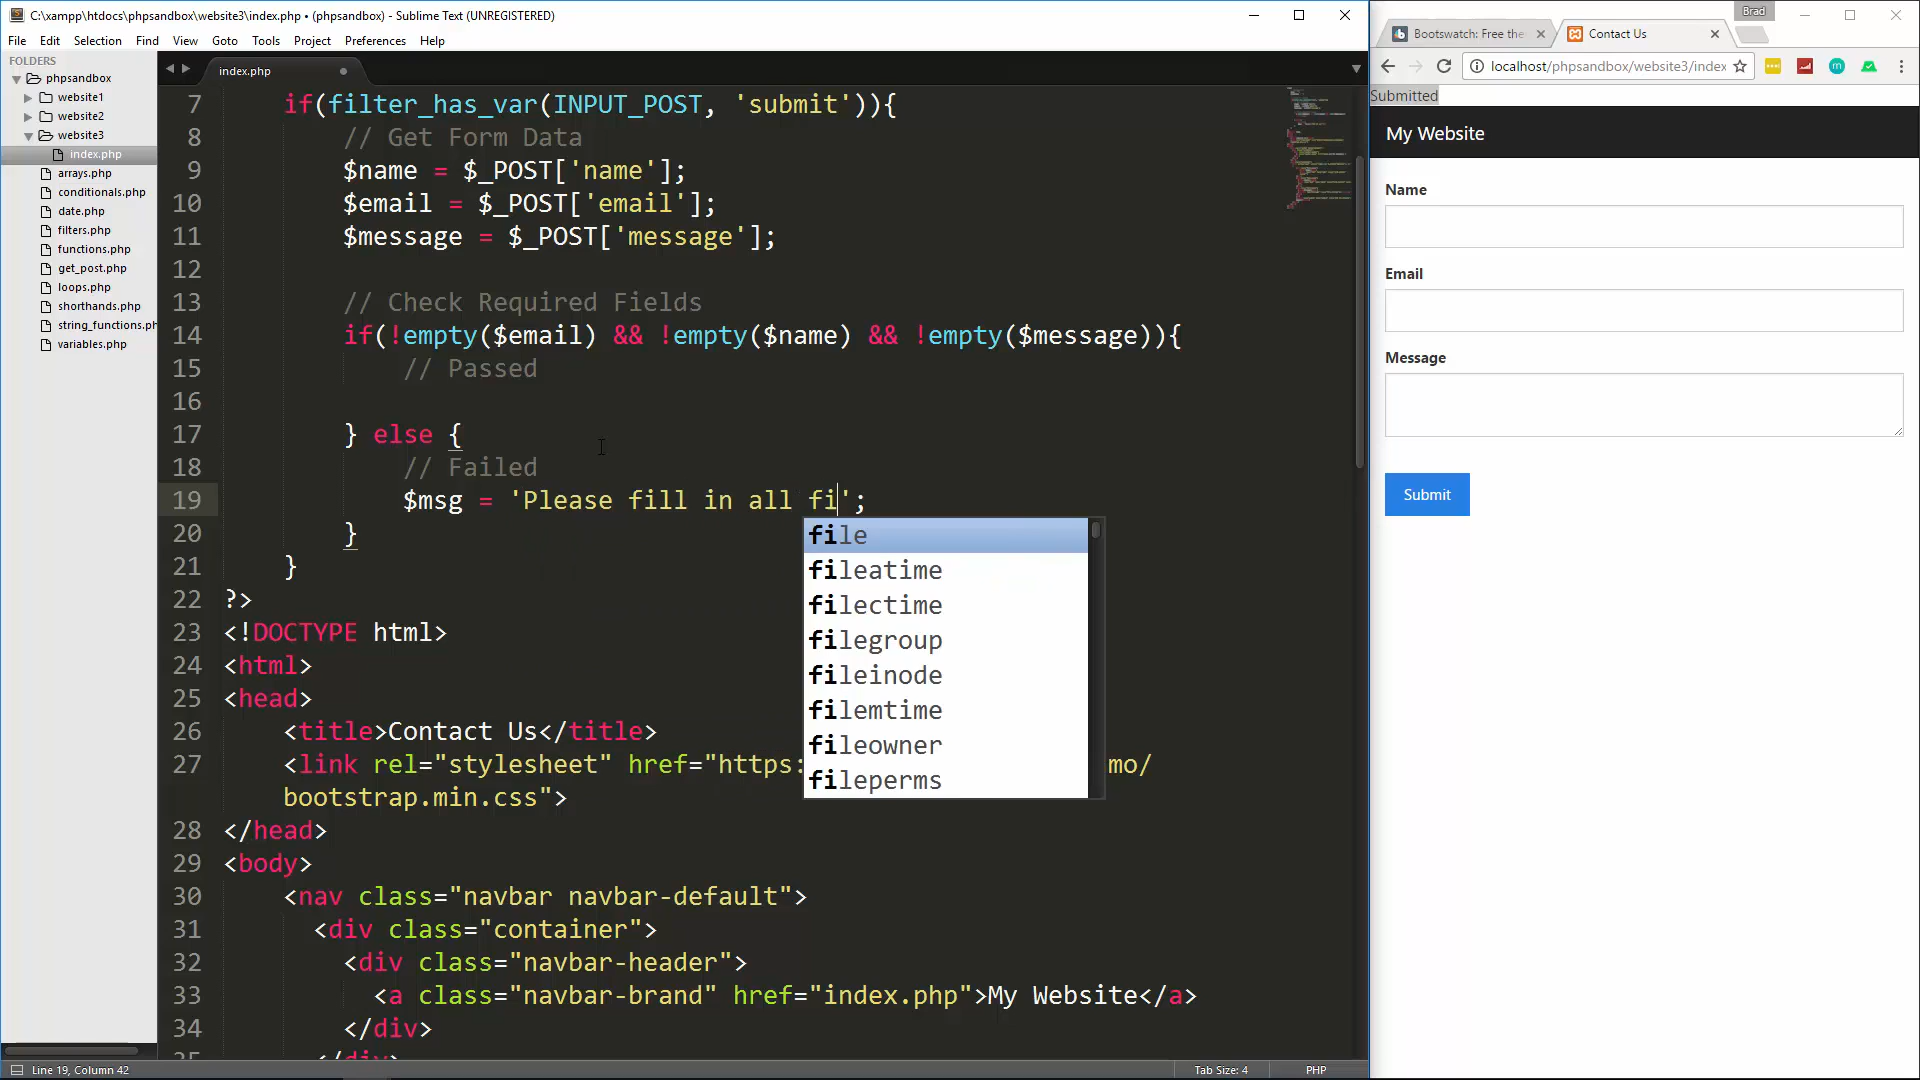 C:\xampp\htdocs\phpsandbox\website3\index.php • (phpsandbox) - Sublime Text (UNREGISTERED)
File Edit Selection Find View Goto Tools Project Preferences Help
FOLDERS
phpsandbox
website1
website2
website3
index.php
arrays.php
conditionals.php
date.php
filters.php
functions.php
get_post.php
loops.php
shorthands.php
string_functions.ph
variables.php
index.php
7 if(filter_has_var(INPUT_POST, 'submit')){
8 // Get Form Data
9 $name = $_POST['name'];
10 $email = $_POST['email'];
11 $message = $_POST['message'];
12
13 // Check Required Fields
14 if(!empty($email) && !empty($name) && !empty($message)){
15 // Passed
16
17 } else {
18 // Failed
19 $msg = 'Please fill in all fi';
20 }
21 }
22 ?>
23 <!DOCTYPE html>
24 <html>
25 <head>
26 <title>Contact Us</title>
27 <link rel="stylesheet" href="https: mo/
bootstrap.min.css">
28 </head>
29 <body>
30 <nav class="navbar navbar-default">
31 <div class="container">
32 <div class="navbar-header">
33 <a class="navbar-brand" href="index.php">My Website</a>
34 </div>
35 </div>
file
fileatime
filectime
filegroup
fileinode
filemtime
fileowner
fileperms
Line 19, Column 42
Tab Size: 4
PHP
Brad
Bootswatch: Free the
Contact Us
localhost/phpsandbox/website3/index
Submitted
My Website
Name
Email
Message
Submit